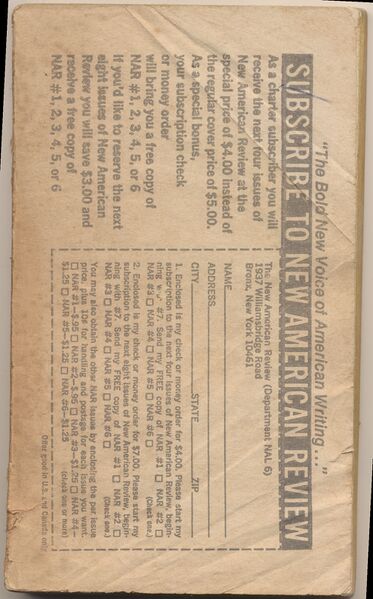 "The Bold New Voice of American Writing..."
SUBSCRIBE TO NEW AMERICAN REVIEW
As a charter subscriber you will
receive the next four issues of
New American Review at the
special price of $4.00 instead of
the regular cover price of $5.00.
As a special bonus,
your subscription check
or money order
will bring you a free copy of
NAR # 1, 2, 3, 4, 5, or 6
If you'd like to reserve the next
eight issues of New American
Review you will save $3.00 and
receive a free copy of
NAR # 1, 2, 3, 4, 5, or 6
The New American Review (Department NAL 6)
1937 Williamsbridge Road
Bronx, New York 10461
NAME
ADDRESS
CITY STATE ZIP
1. Enclosed is my check or money order for $4.00. Please start my
subscription to the next four issues of New American Review, begin-
ning with #7. Send my FREE copy of NAR #1 □ NAR #2 □
NAR #3 □ NAR #4 □ NAR #5 □ NAR #6 □ (Check one.)
2. Enclosed is my check or money order for $7.00. Please start my
subscription to the next eight issues of New American Review, begin-
ning with #7. Send my FREE copy of NAR #1 □ NAR #2 □
NAR #3 □ NAR #4 □ NAR #5 □ NAR #6 □ (Check one.)
You may also obtain the other NAR issues by enclosing the per issue
price, plus 10¢ for handling and postage for each issue you want.
□ NAR #1–$.95 □ NAR #2–$.95 □ NAR #3–$1.25 □ NAR #4–
$1.25 □ NAR #5–$1.25 □ NAR #6–$1.25 (Check one or more)
Offer good in U.S. and Canada only